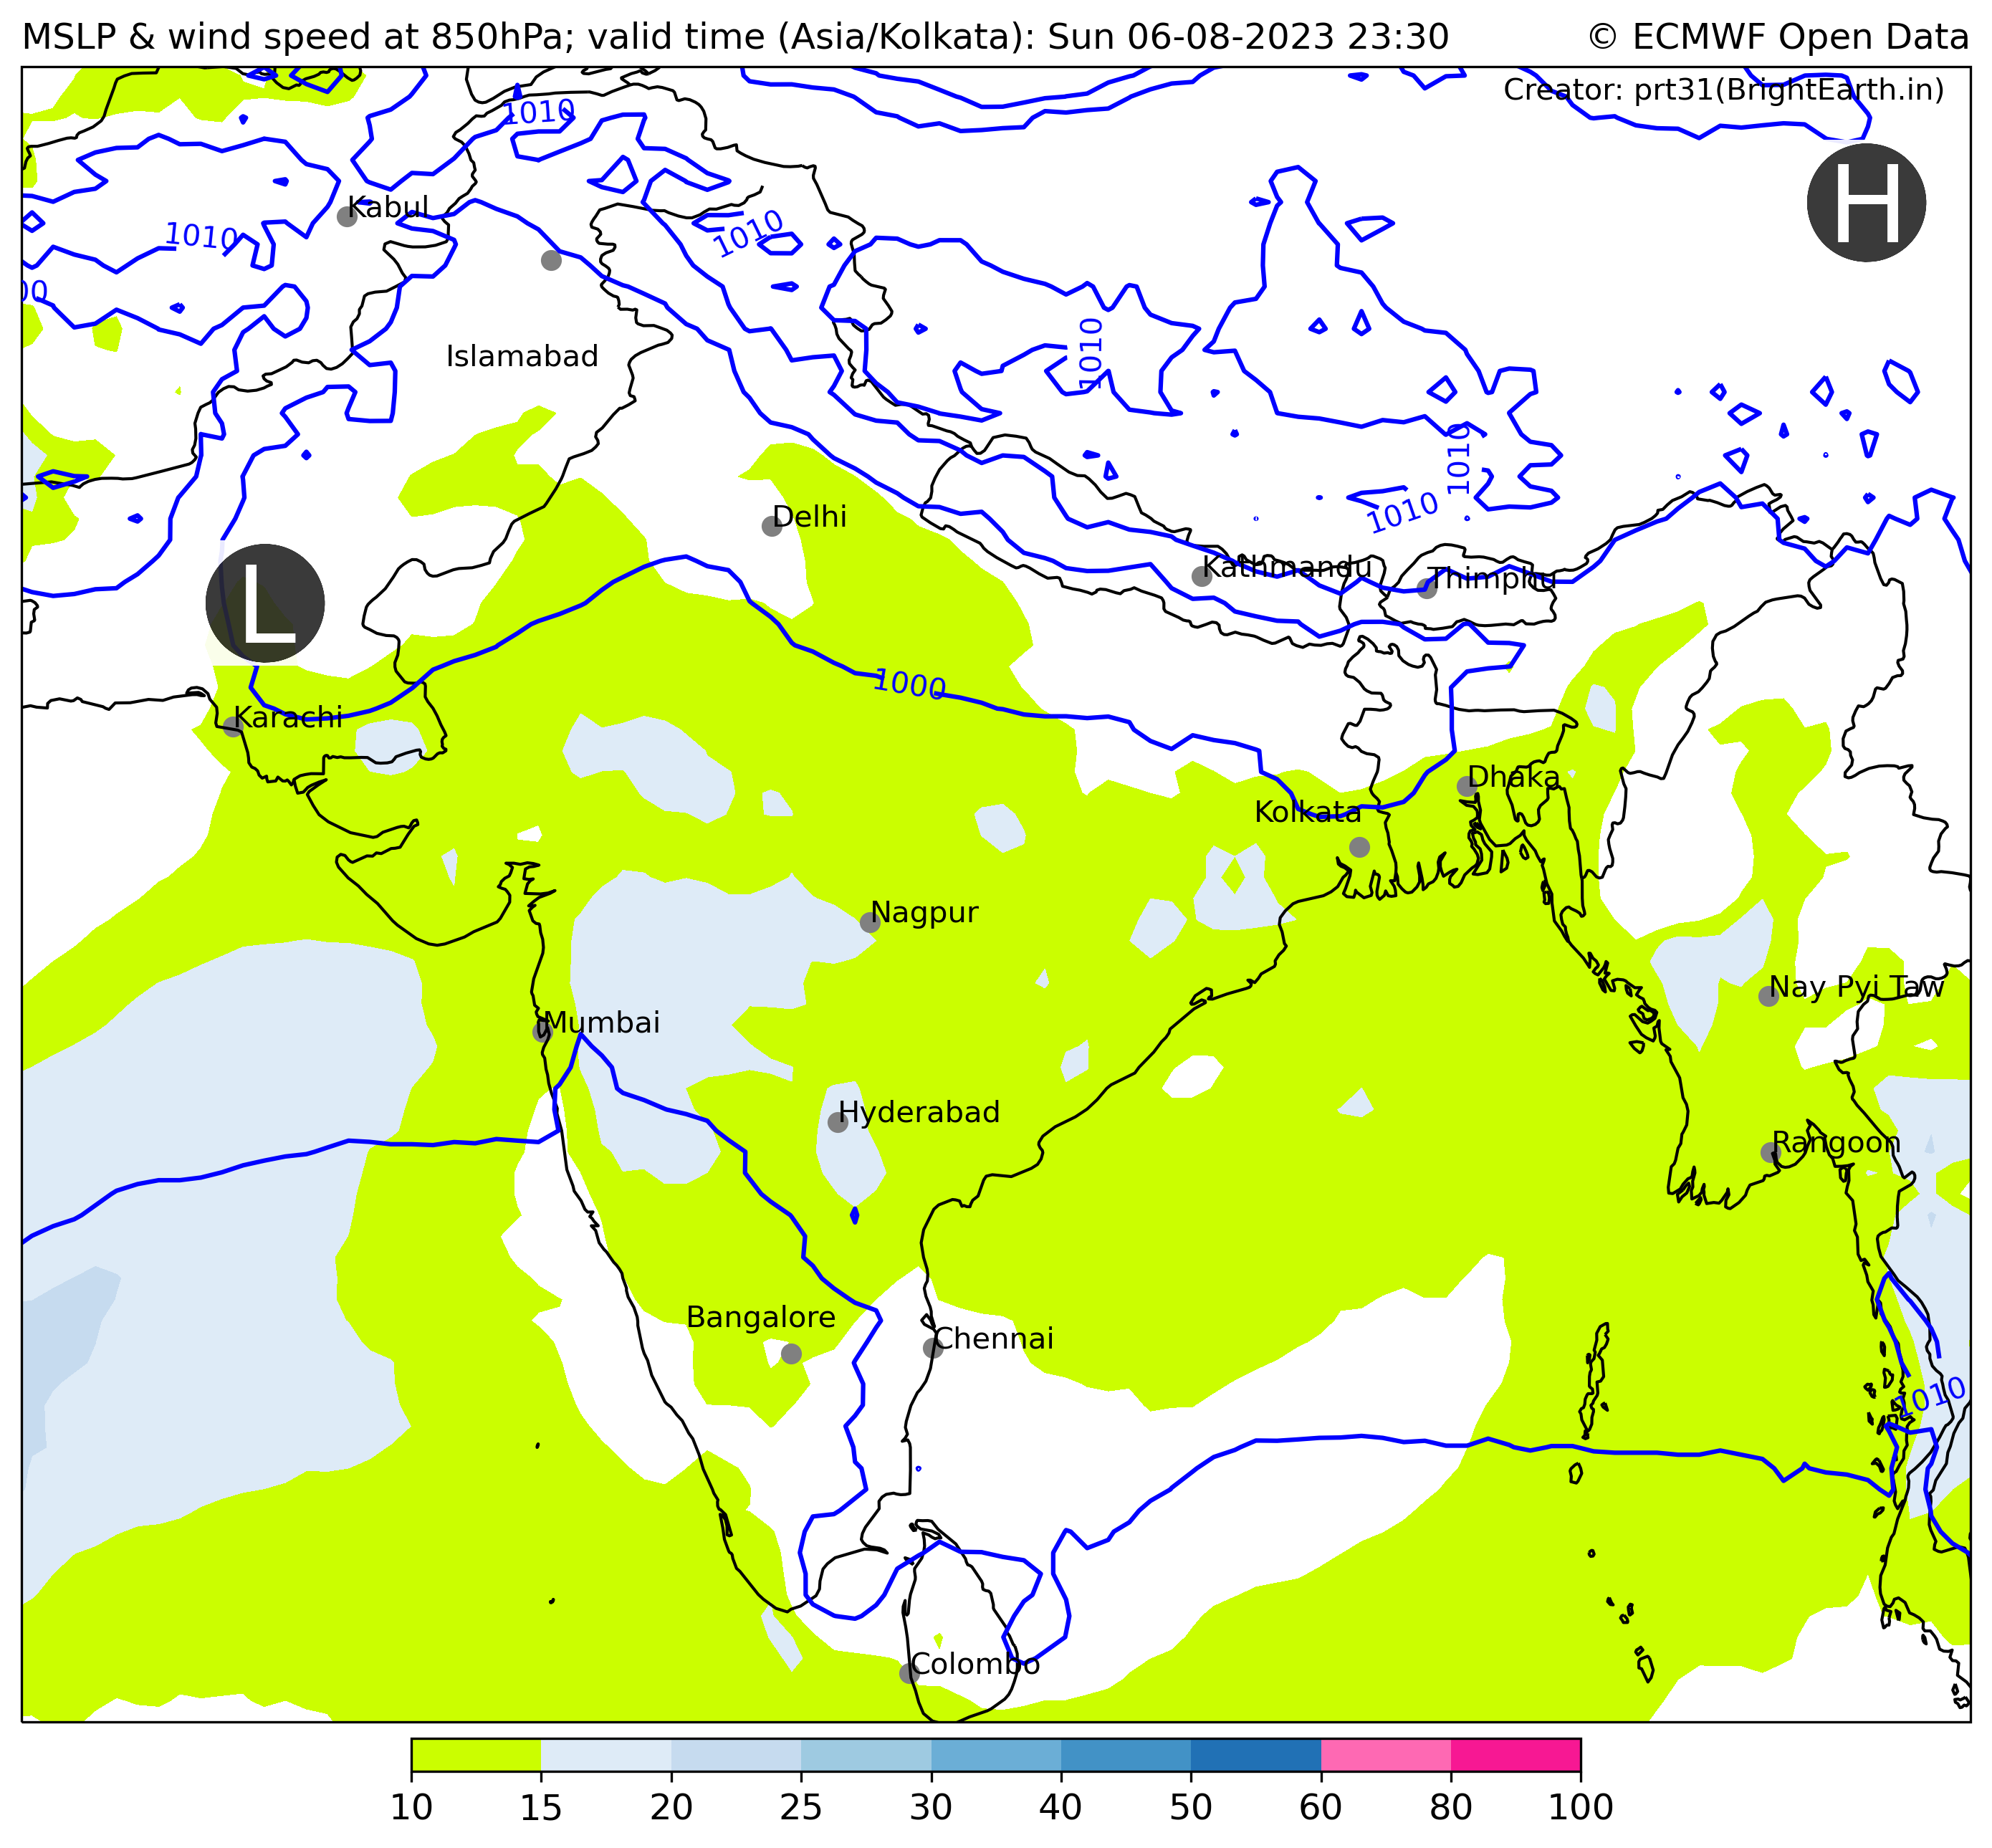 MSLP & wind speed at 850hPa; valid time (Asia/Kolkata): Sun 06-08-2023 23:30
© ECMWF Open Data
Creator: prt31(BrightEarth.in)
1010
H
Kabul
1010
1010
00
1010
Islamabad
1010
1010
Delhi
Kathmandu
Thimphu
L
1000
Karachi
Dhaka
Kolkata
Nagpur
Nay Pyi Taw
Mumbai
Hyderabad
Rangoon
Bangalore
Chennai
1010
Colombo
10 15 20 25 30 40 50 60 80 100